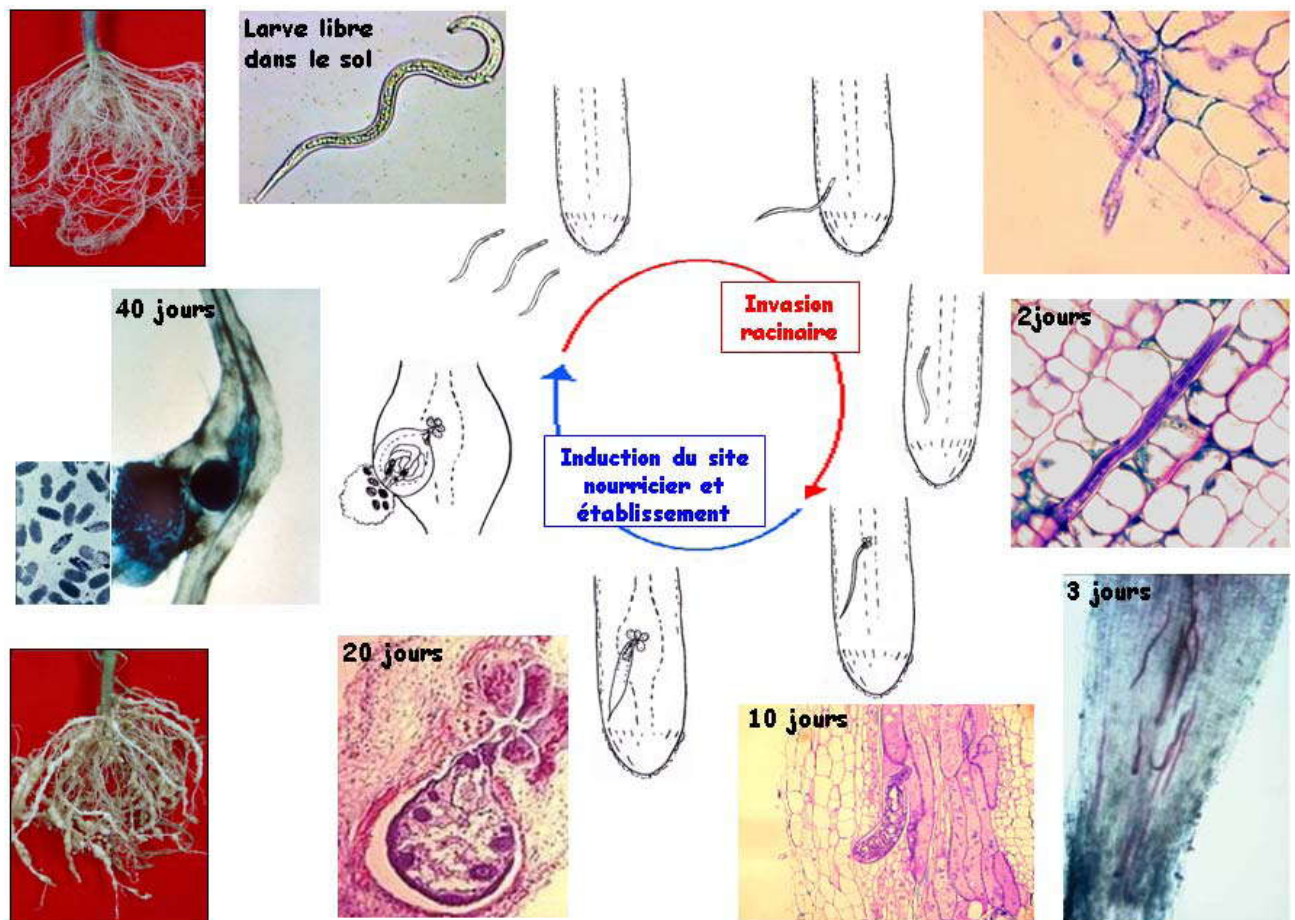 Larve libre
dans le sol
Invasion
racinaire
40 jours
2jours
Induction du site
nourricier et
établissement
3 jours
20 jours
10 jours